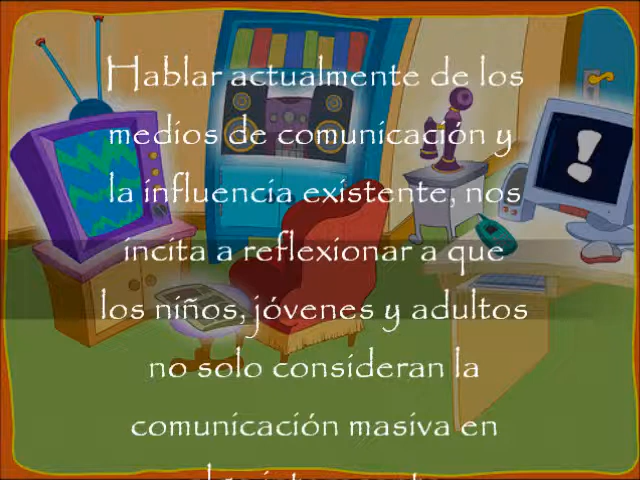 Hablar actualmente de los
medios de comunicación y
la influencia existente, nos
incita a reflexionar a que
los niños, jóvenes y adultos
no solo consideran la
comunicación masiva en